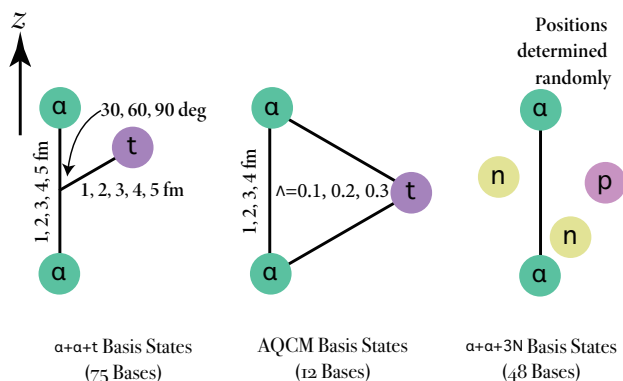 z
Positions
determined
randomly
α
30, 60, 90 deg
t
1, 2, 3, 4, 5 fm
1, 2, 3, 4, 5 fm
α
α
1, 2, 3, 4 fm
Λ=0.1, 0.2, 0.3
t
α
α
n
p
n
α
α+α+t Basis States
(75 Bases)
AQCM Basis States
(12 Bases)
α+α+3N Basis States
(48 Bases)